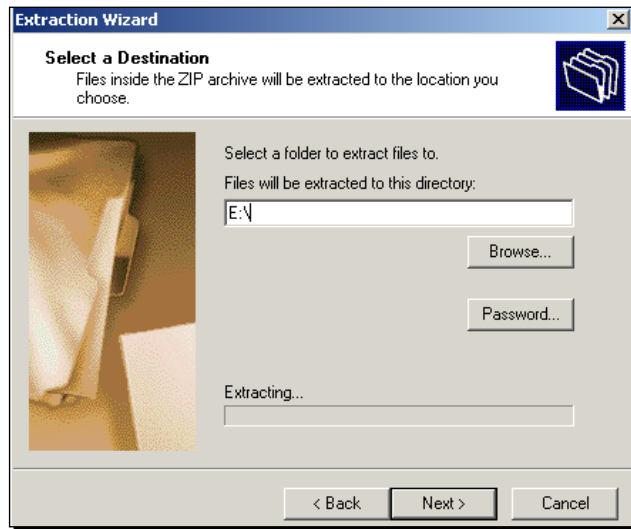 Extraction Wizard
Select a Destination
Files inside the ZIP archive will be extracted to the location you
choose.
Select a folder to extract files to.
Files will be extracted to this directory:
E:\
Browse...
Password...
Extracting...
< Back
Next >
Cancel